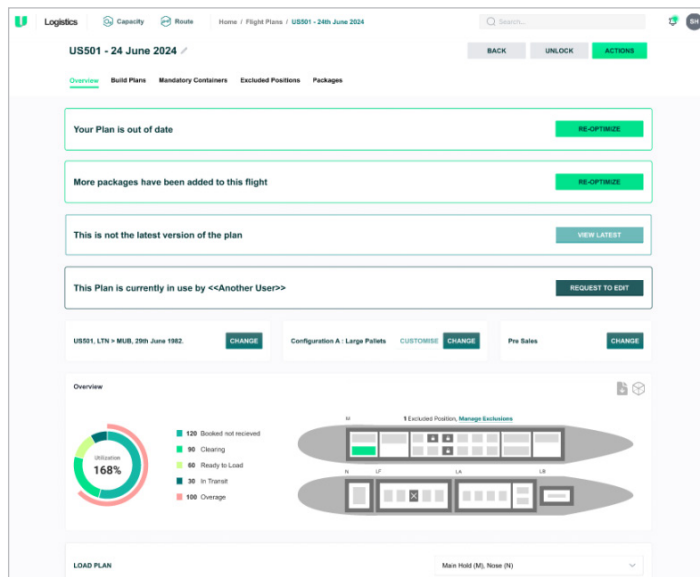 Logistics
Capacity
Route
Home / Flight Plans / US501 - 24th June 2024
Search...
SH
US501 - 24 June 2024
BACK
UNLOCK
ACTIONS
Overview
Build Plans
Mandatory Containers
Excluded Positions
Packages
Your Plan is out of date
RE-OPTIMIZE
More packages have been added to this flight
RE-OPTIMIZE
This is not the latest version of the plan
VIEW LATEST
This Plan is currently in use by <<Another User>>
REQUEST TO EDIT
US501, LTN > MUB, 29th June 1982.
CHANGE
Configuration A : Large Pallets
CUSTOMISE
CHANGE
Pre Sales
CHANGE
Overview
Utilization
168%
120 Booked not recieved
90 Clearing
60 Ready to Load
30 In Transit
100 Overage
M
1 Excluded Position, Manage Exclusions
N
LF
LA
LB
LOAD PLAN
Main Hold (M), Nose (N)